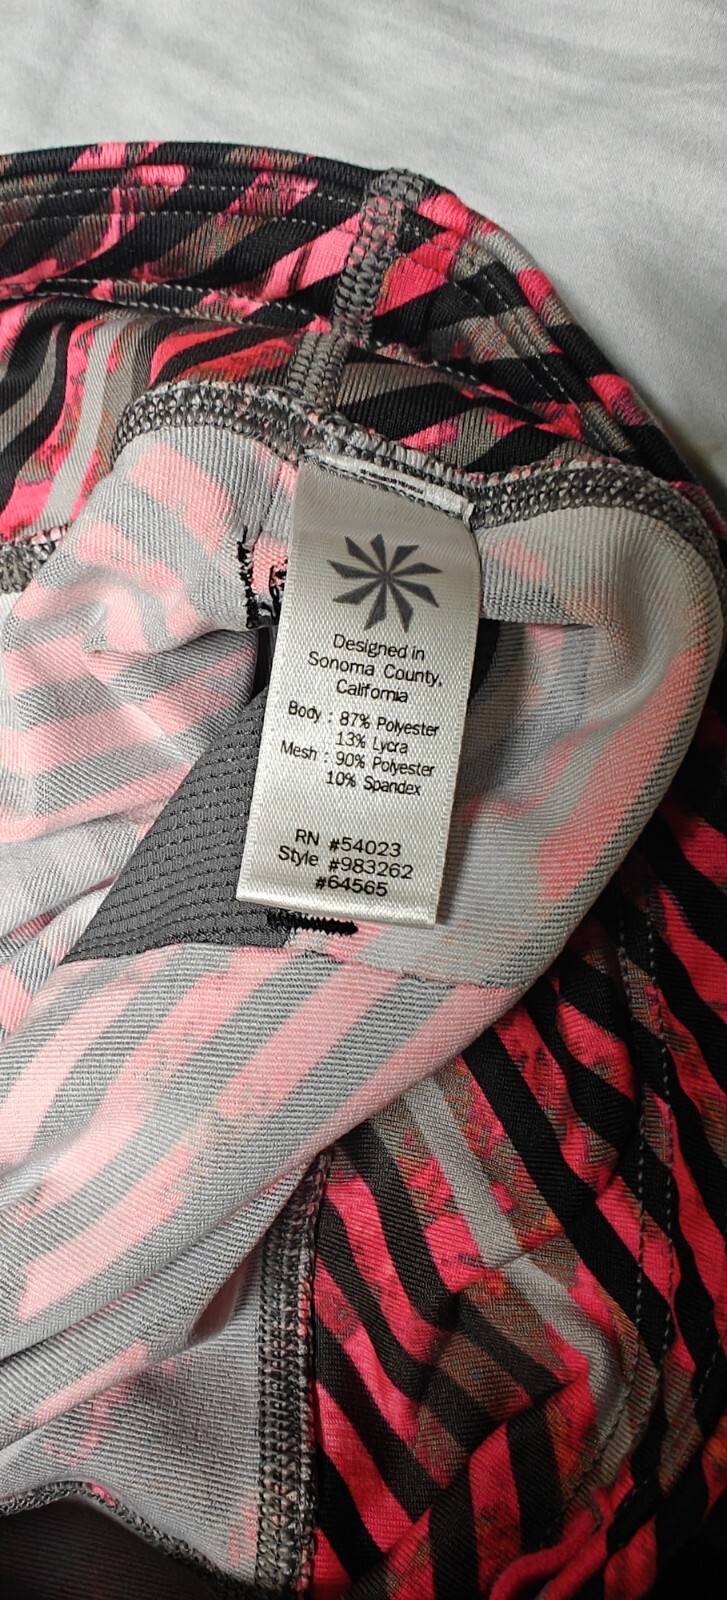 Designed in
Sonoma County,
California
Body : 87% Polyester
13% Lycra
Mesh : 90% Polyester
10% Spandex
RN #54023
Style #983262
#64565